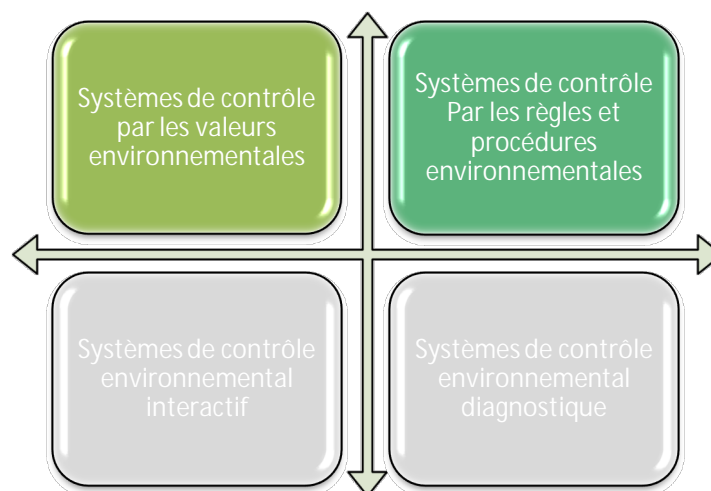 Systèmes de contrôle
par les valeurs
environnementales
Systèmes de contrôle
Par les règles et
procédures
environnementales
Systèmes de contrôle
environnemental
interactif
Systèmes de contrôle
environnemental
diagnostique